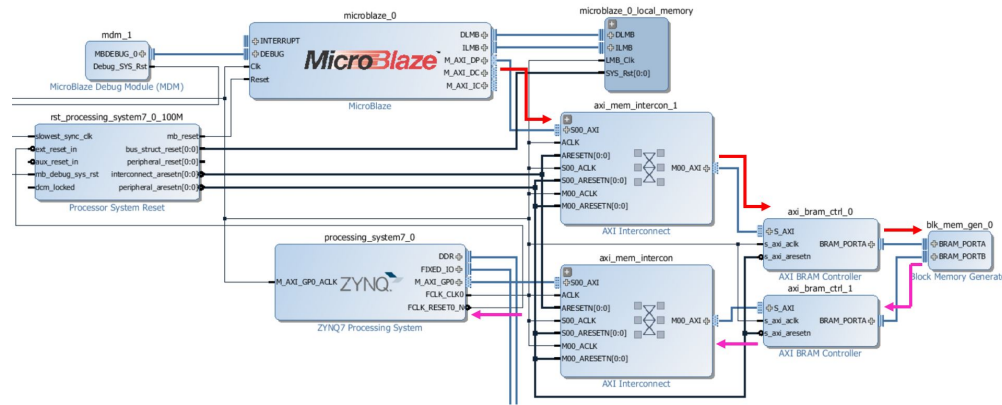 mdm_1
MBDEBUG_0
Debug_SYS_Rst
MicroBlaze Debug Module (MDM)
microblaze_0
INTERRUPT
DEBUG
Clk
Reset
MicroBlaze
DLMB
ILMB
M_AXI_DP
M_AXI_DC
M_AXI_IC
MicroBlaze
microblaze_0_local_memory
DLMB
ILMB
LMB_Clk
SYS_Rst[0:0]
rst_processing_system7_0_100M
slowest_sync_clk
ext_reset_in
aux_reset_in
mb_debug_sys_rst
dcm_locked
mb_reset
bus_struct_reset[0:0]
peripheral_reset[0:0]
interconnect_aresetn[0:0]
peripheral_aresetn[0:0]
Processor System Reset
axi_mem_intercon_1
S00_AXI
ACLK
ARESETN[0:0]
S00_ACLK
S00_ARESETN[0:0]
M00_ACLK
M00_ARESETN[0:0]
M00_AXI
AXI Interconnect
processing_system7_0
M_AXI_GP0_ACLK
ZYNQ
DDR
FIXED_IO
M_AXI_GP0
FCLK_CLK0
FCLK_RESET0_N
ZYNQ7 Processing System
axi_mem_intercon
S00_AXI
ACLK
ARESETN[0:0]
S00_ACLK
S00_ARESETN[0:0]
M00_ACLK
M00_ARESETN[0:0]
M00_AXI
AXI Interconnect
axi_bram_ctrl_0
S_AXI
s_axi_aclk
s_axi_aresetn
BRAM_PORTA
AXI BRAM Controller
axi_bram_ctrl_1
S_AXI
s_axi_aclk
s_axi_aresetn
BRAM_PORTA
AXI BRAM Controller
blk_mem_gen_0
BRAM_PORTA
BRAM_PORTB
Block Memory Generat